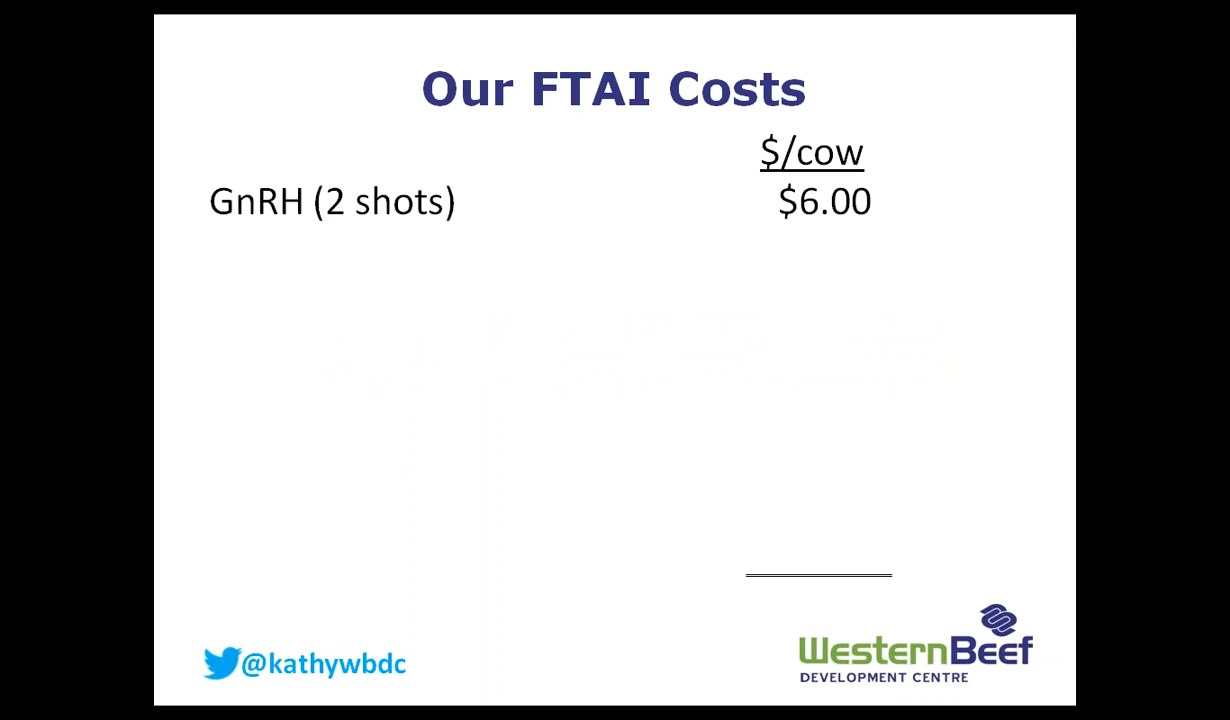 Our FTAI Costs
$/cow
GnRH (2 shots) $6.00
@kathywbdc
WesternBeef
DEVELOPMENT CENTRE